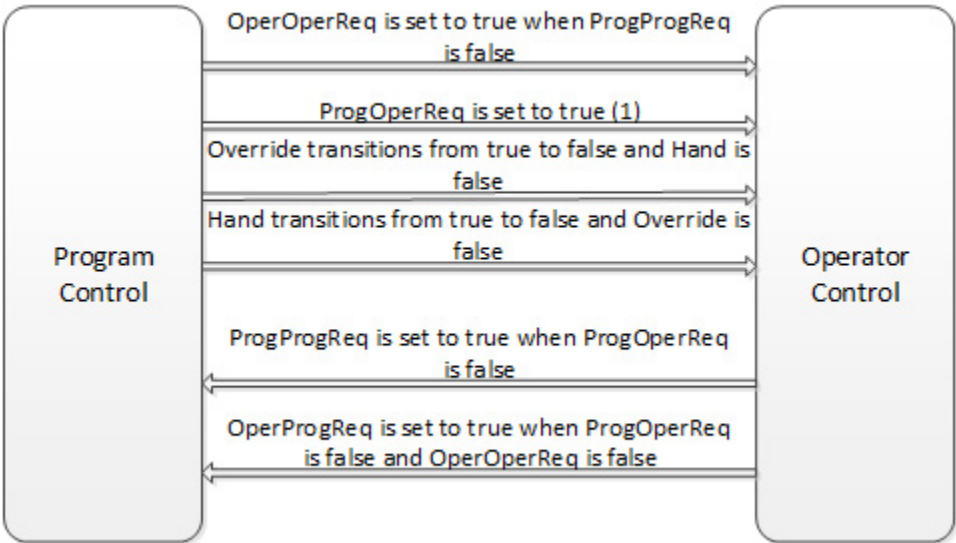 OperOperReq is set to true when ProgProgReq
is false
ProgOperReq is set to true (1)
Override transitions from true to false and Hand is
false
Hand transitions from true to false and Override is
false
Program
Control
Operator
Control
ProgProgReq is set to true when ProgOperReq
is false
OperProgReq is set to true when ProgOperReq
is false and OperOperReq is false